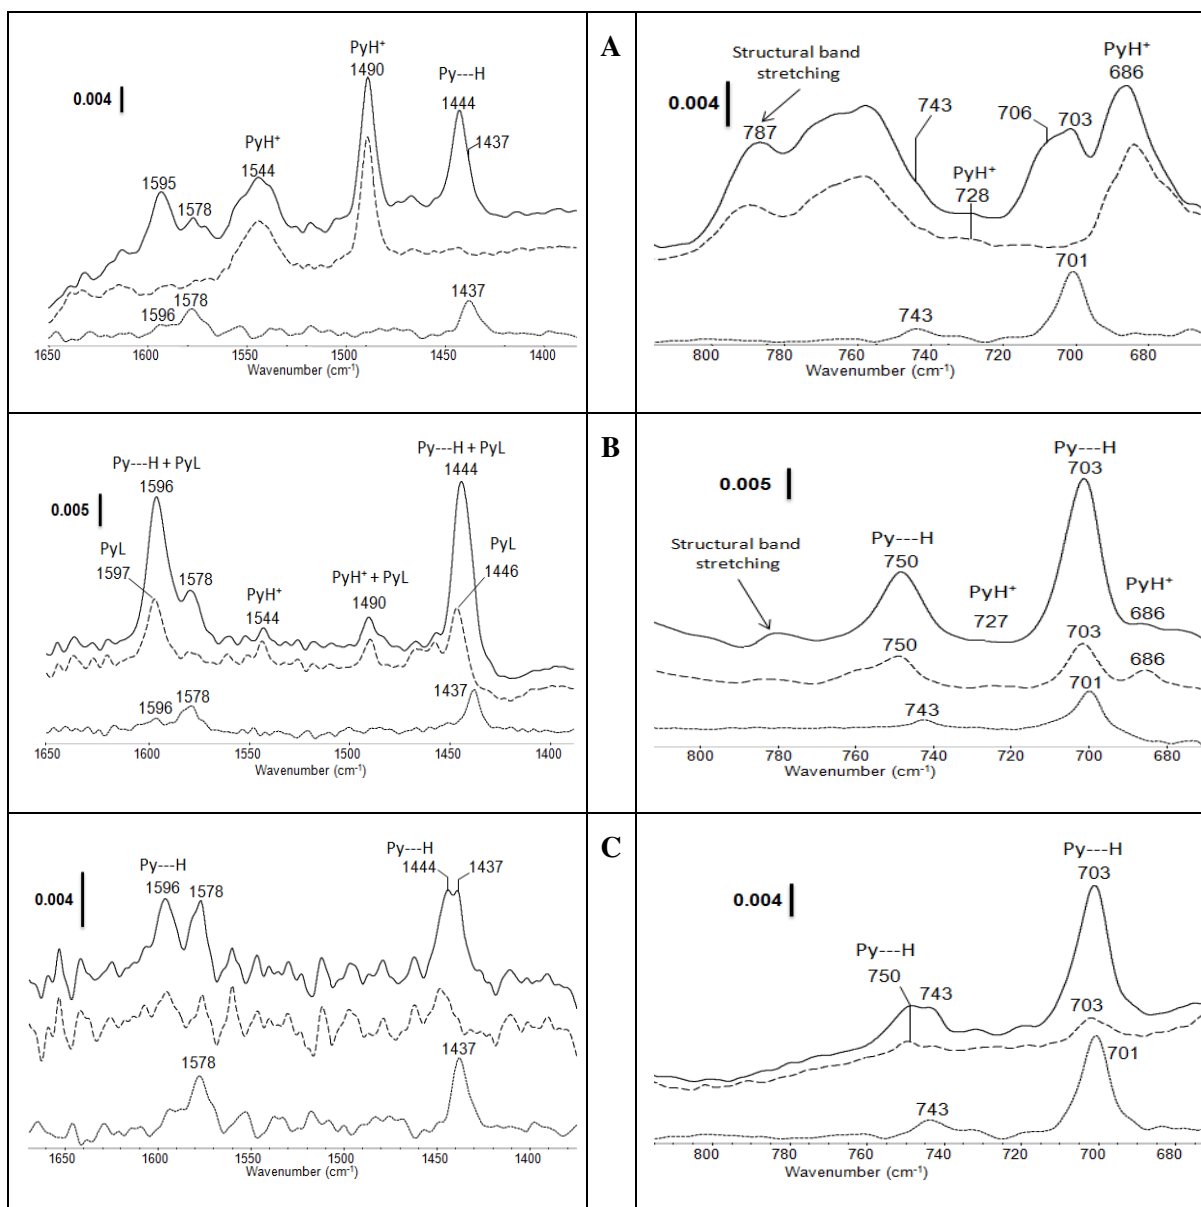 A
PyH⁺
1490
Py---H
1444
1437
0.004
1544
PyH⁺
1595
1578
1596
1578
1437
1650
1600
1550
1500
1450
1400
Wavenumber (cm⁻¹)
Structural band
stretching
787
0.004
743
706
703
PyH⁺
686
PyH⁺
728
701
743
800
780
760
740
720
700
680
Wavenumber (cm⁻¹)
B
Py---H + PyL
1596
Py---H + PyL
1444
0.005
PyL
1597
1578
PyH⁺
1544
PyH⁺ + PyL
1490
PyL
1446
1596
1578
1437
1650
1600
1550
1500
1450
1400
Wavenumber (cm⁻¹)
Py---H
703
0.005
Structural band
stretching
Py---H
750
PyH⁺
727
PyH⁺
686
750
703
686
743
701
800
780
760
740
720
700
680
Wavenumber (cm⁻¹)
C
Py---H
1596
1578
Py---H
1444
1437
0.004
1578
1437
1650
1600
1550
1500
1450
1400
Wavenumber (cm⁻¹)
Py---H
703
0.004
Py---H
750
743
703
701
743
800
780
760
740
720
700
680
Wavenumber (cm⁻¹)